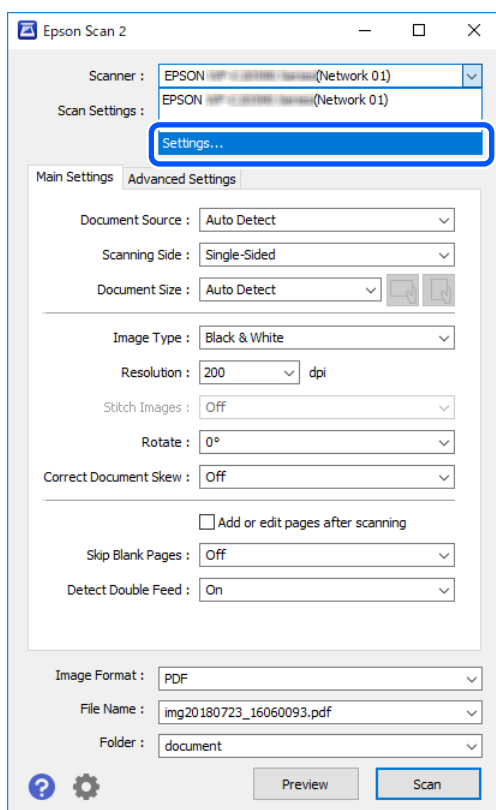 Epson Scan 2
Scanner : EPSON (Network 01)
EPSON (Network 01)
Scan Settings :
Settings...
Main Settings Advanced Settings
Document Source : Auto Detect
Scanning Side : Single-Sided
Document Size : Auto Detect
Image Type : Black & White
Resolution : 200 dpi
Stitch Images : Off
Rotate : 0°
Correct Document Skew : Off
Add or edit pages after scanning
Skip Blank Pages : Off
Detect Double Feed : On
Image Format : PDF
File Name : img20180723_16060093.pdf
Folder : document
? Preview Scan